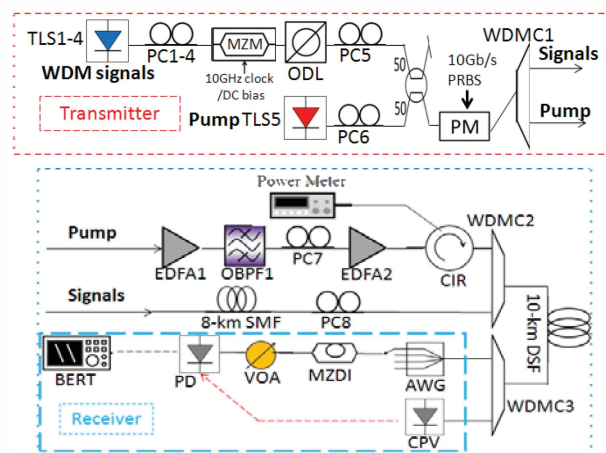 TLS1-4
PC1-4
MZM
ODL
PC5
WDMC1
Signals
WDM signals
10GHz clock
/DC bias
50
50
10Gb/s
PRBS
Transmitter
Pump TLS5
PC6
PM
Pump
Power Meter
WDMC2
Pump
EDFA1
OBPF1
PC7
EDFA2
CIR
Signals
8-km SMF
PC8
10-km DSF
BERT
PD
VOA
MZDI
AWG
WDMC3
Receiver
CPV